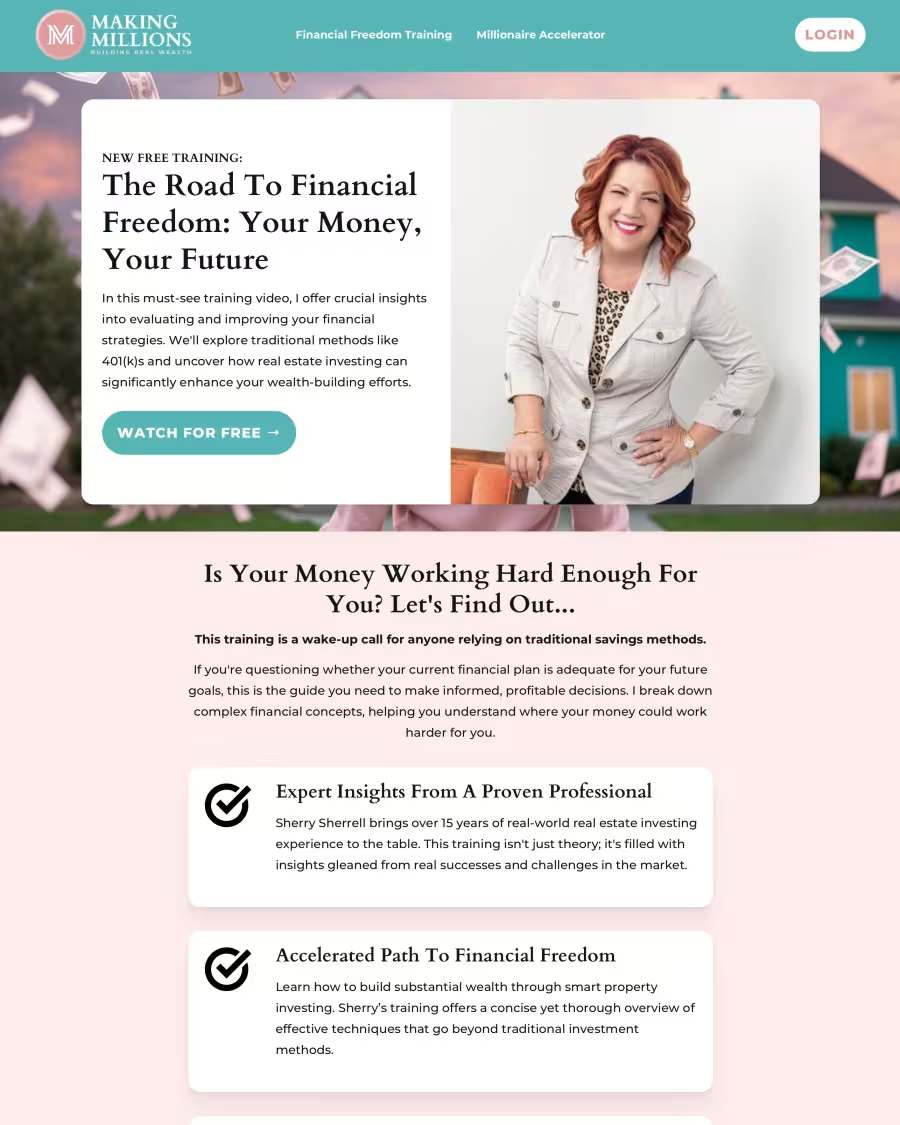 MAKING
MILLIONS
BUILDING REAL WEALTH
Financial Freedom Training
Millionaire Accelerator
LOGIN
NEW FREE TRAINING:
The Road To Financial
Freedom: Your Money,
Your Future
In this must-see training video, I offer crucial insights
into evaluating and improving your financial
strategies. We'll explore traditional methods like
401(k)s and uncover how real estate investing can
significantly enhance your wealth-building efforts.
WATCH FOR FREE →
Is Your Money Working Hard Enough For
You? Let's Find Out...
This training is a wake-up call for anyone relying on traditional savings methods.
If you're questioning whether your current financial plan is adequate for your future
goals, this is the guide you need to make informed, profitable decisions. I break down
complex financial concepts, helping you understand where your money could work
harder for you.
Expert Insights From A Proven Professional
Sherry Sherrell brings over 15 years of real-world real estate investing
experience to the table. This training isn't just theory; it's filled with
insights gleaned from real successes and challenges in the market.
Accelerated Path To Financial Freedom
Learn how to build substantial wealth through smart property
investing. Sherry’s training offers a concise yet thorough overview of
effective techniques that go beyond traditional investment
methods.